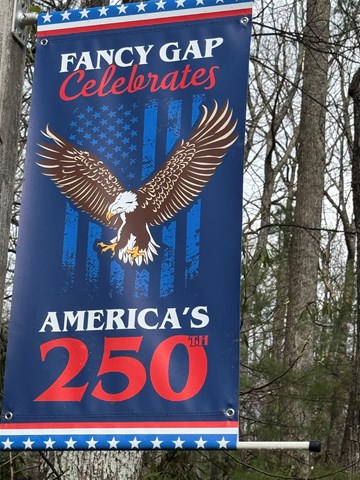 FANCY GAP
Celebrates
AMERICA'S
250TH